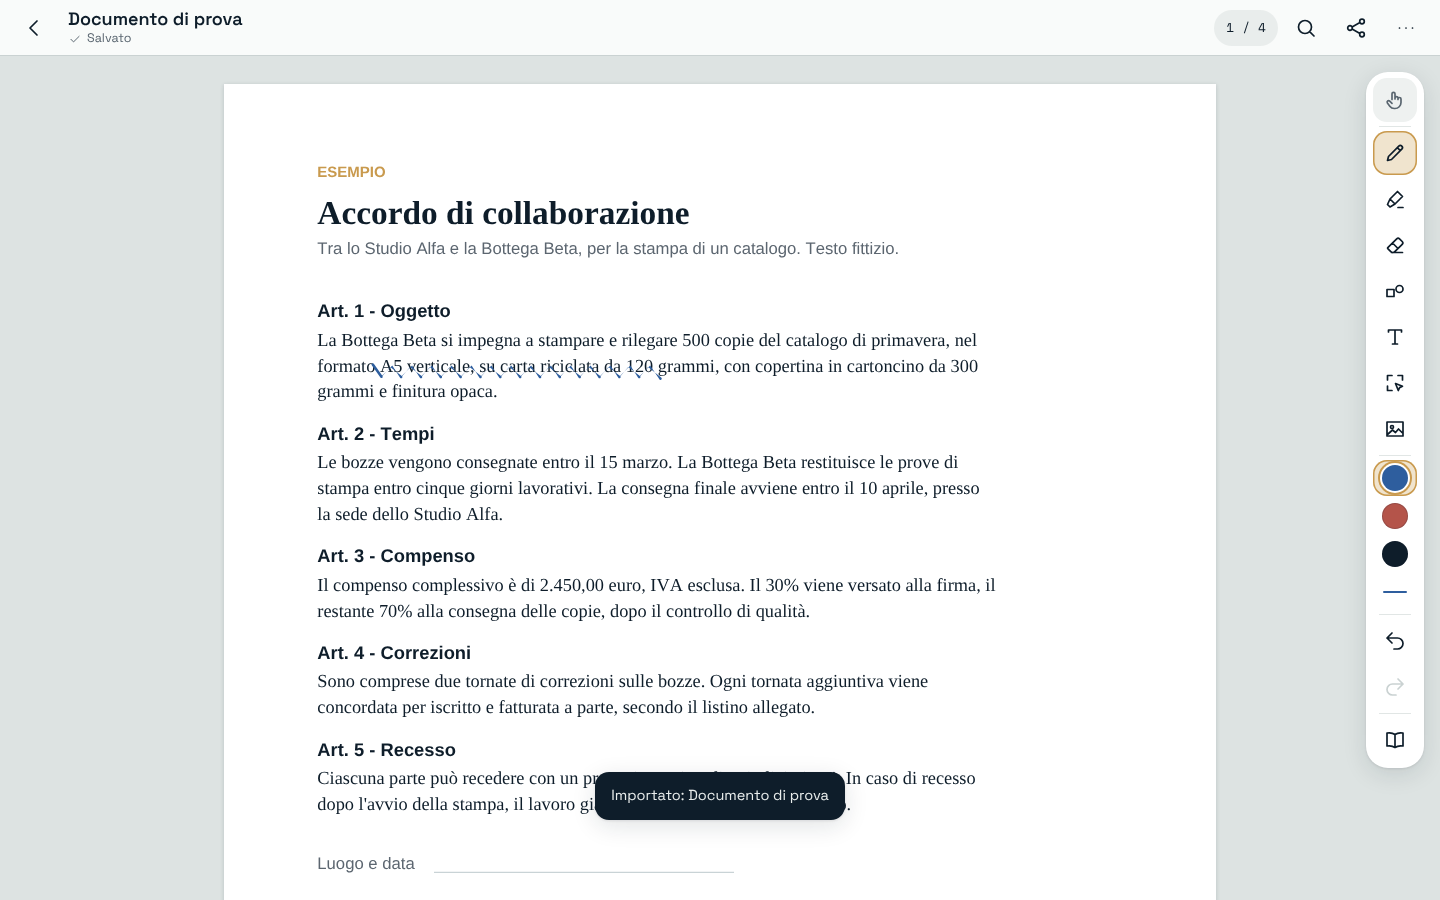 Documento di prova
Salvato
1 / 4
ESEMPIO
Accordo di collaborazione
Tra lo Studio Alfa e la Bottega Beta, per la stampa di un catalogo. Testo fittizio.
Art. 1 - Oggetto
La Bottega Beta si impegna a stampare e rilegare 500 copie del catalogo di primavera, nel
formato A5 verticale, su carta riciclata da 120 grammi, con copertina in cartoncino da 300
grammi e finitura opaca.
Art. 2 - Tempi
Le bozze vengono consegnate entro il 15 marzo. La Bottega Beta restituisce le prove di
stampa entro cinque giorni lavorativi. La consegna finale avviene entro il 10 aprile, presso
la sede dello Studio Alfa.
Art. 3 - Compenso
Il compenso complessivo è di 2.450,00 euro, IVA esclusa. Il 30% viene versato alla firma, il
restante 70% alla consegna delle copie, dopo il controllo di qualità.
Art. 4 - Correzioni
Sono comprese due tornate di correzioni sulle bozze. Ogni tornata aggiuntiva viene
concordata per iscritto e fatturata a parte, secondo il listino allegato.
Art. 5 - Recesso
Ciascuna parte può recedere con un In caso di recesso
dopo l'avvio della stampa, il lavoro
Importato: Documento di prova
Luogo e data